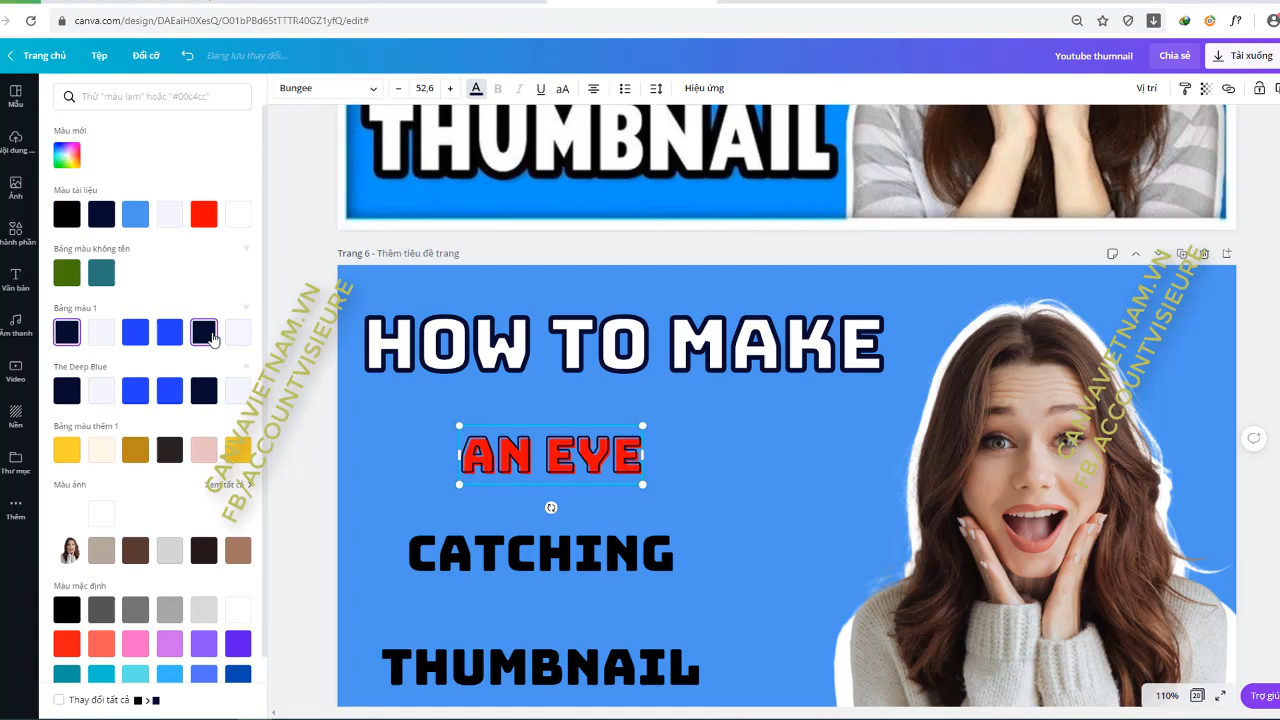 canva.com/design/DAEaiH0XesQ/O01bPBd65tTTTR40GZ1yfQ/edit#
Trang chủ
Tệp
Đổi cỡ
Đang lưu thay đổi...
Youtube thumnail
Chia sẻ
Tải xuống
Mẫu
Nội dung ...
Ảnh
hành phần
Văn bản
Âm thanh
Video
Nền
Thư mục
Thêm
Thử "màu lam" hoặc "#00c4cc"
Màu mới
Màu tài liệu
Bảng màu không tên
Bảng màu 1
The Deep Blue
Bảng màu thêm 1
Màu ảnh
Xem tất cả
Màu mặc định
Thay đổi tất cả
Bungee
52,6
A
B
I
U
aA
Hiệu ứng
Vị trí
THUMBNAIL
Trang 6 - Thêm tiêu đề trang
HOW TO MAKE
AN EYE
CATCHING
THUMBNAIL
CANVAVIETNAM.VN
FB/ACCOUNTVISIEURE
CANVAVIETNAM.VN
FB/ACCOUNTVISIEURE
110%
20
Trợ giú